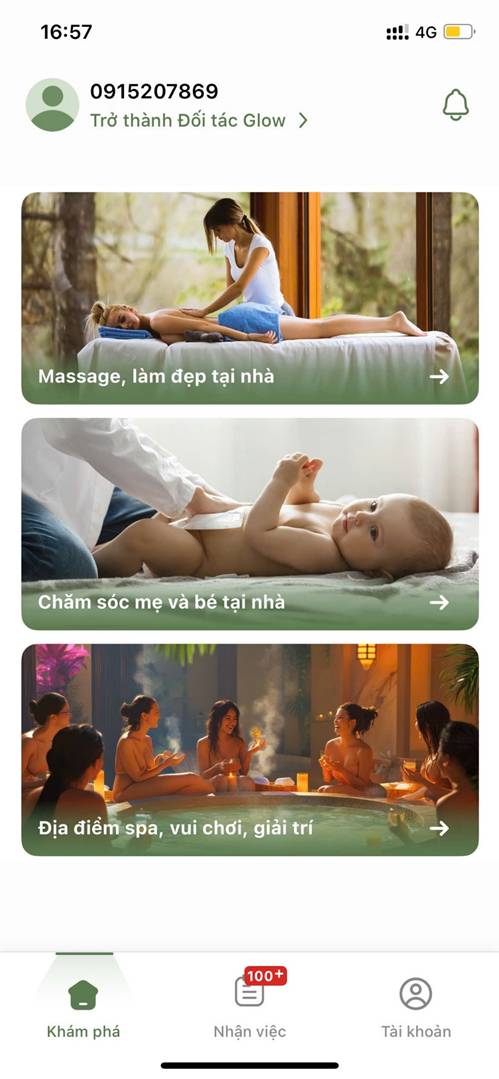 16:57
4G
0915207869
Trở thành Đối tác Glow
Massage, làm đẹp tại nhà
Chăm sóc mẹ và bé tại nhà
Địa điểm spa, vui chơi, giải trí
100+
Khám phá
Nhận việc
Tài khoản